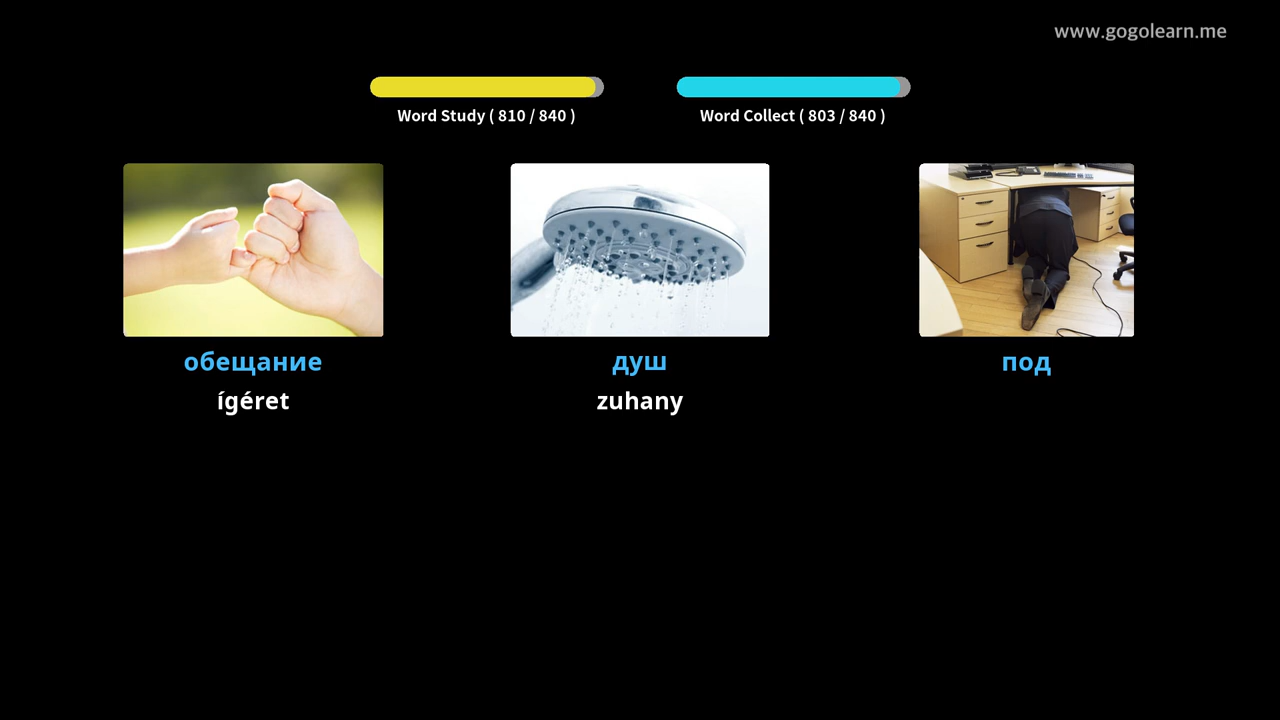 www.gogolearn.me
Word Study ( 810 / 840 )
Word Collect ( 803 / 840 )
обещание
ígéret
душ
zuhany
под